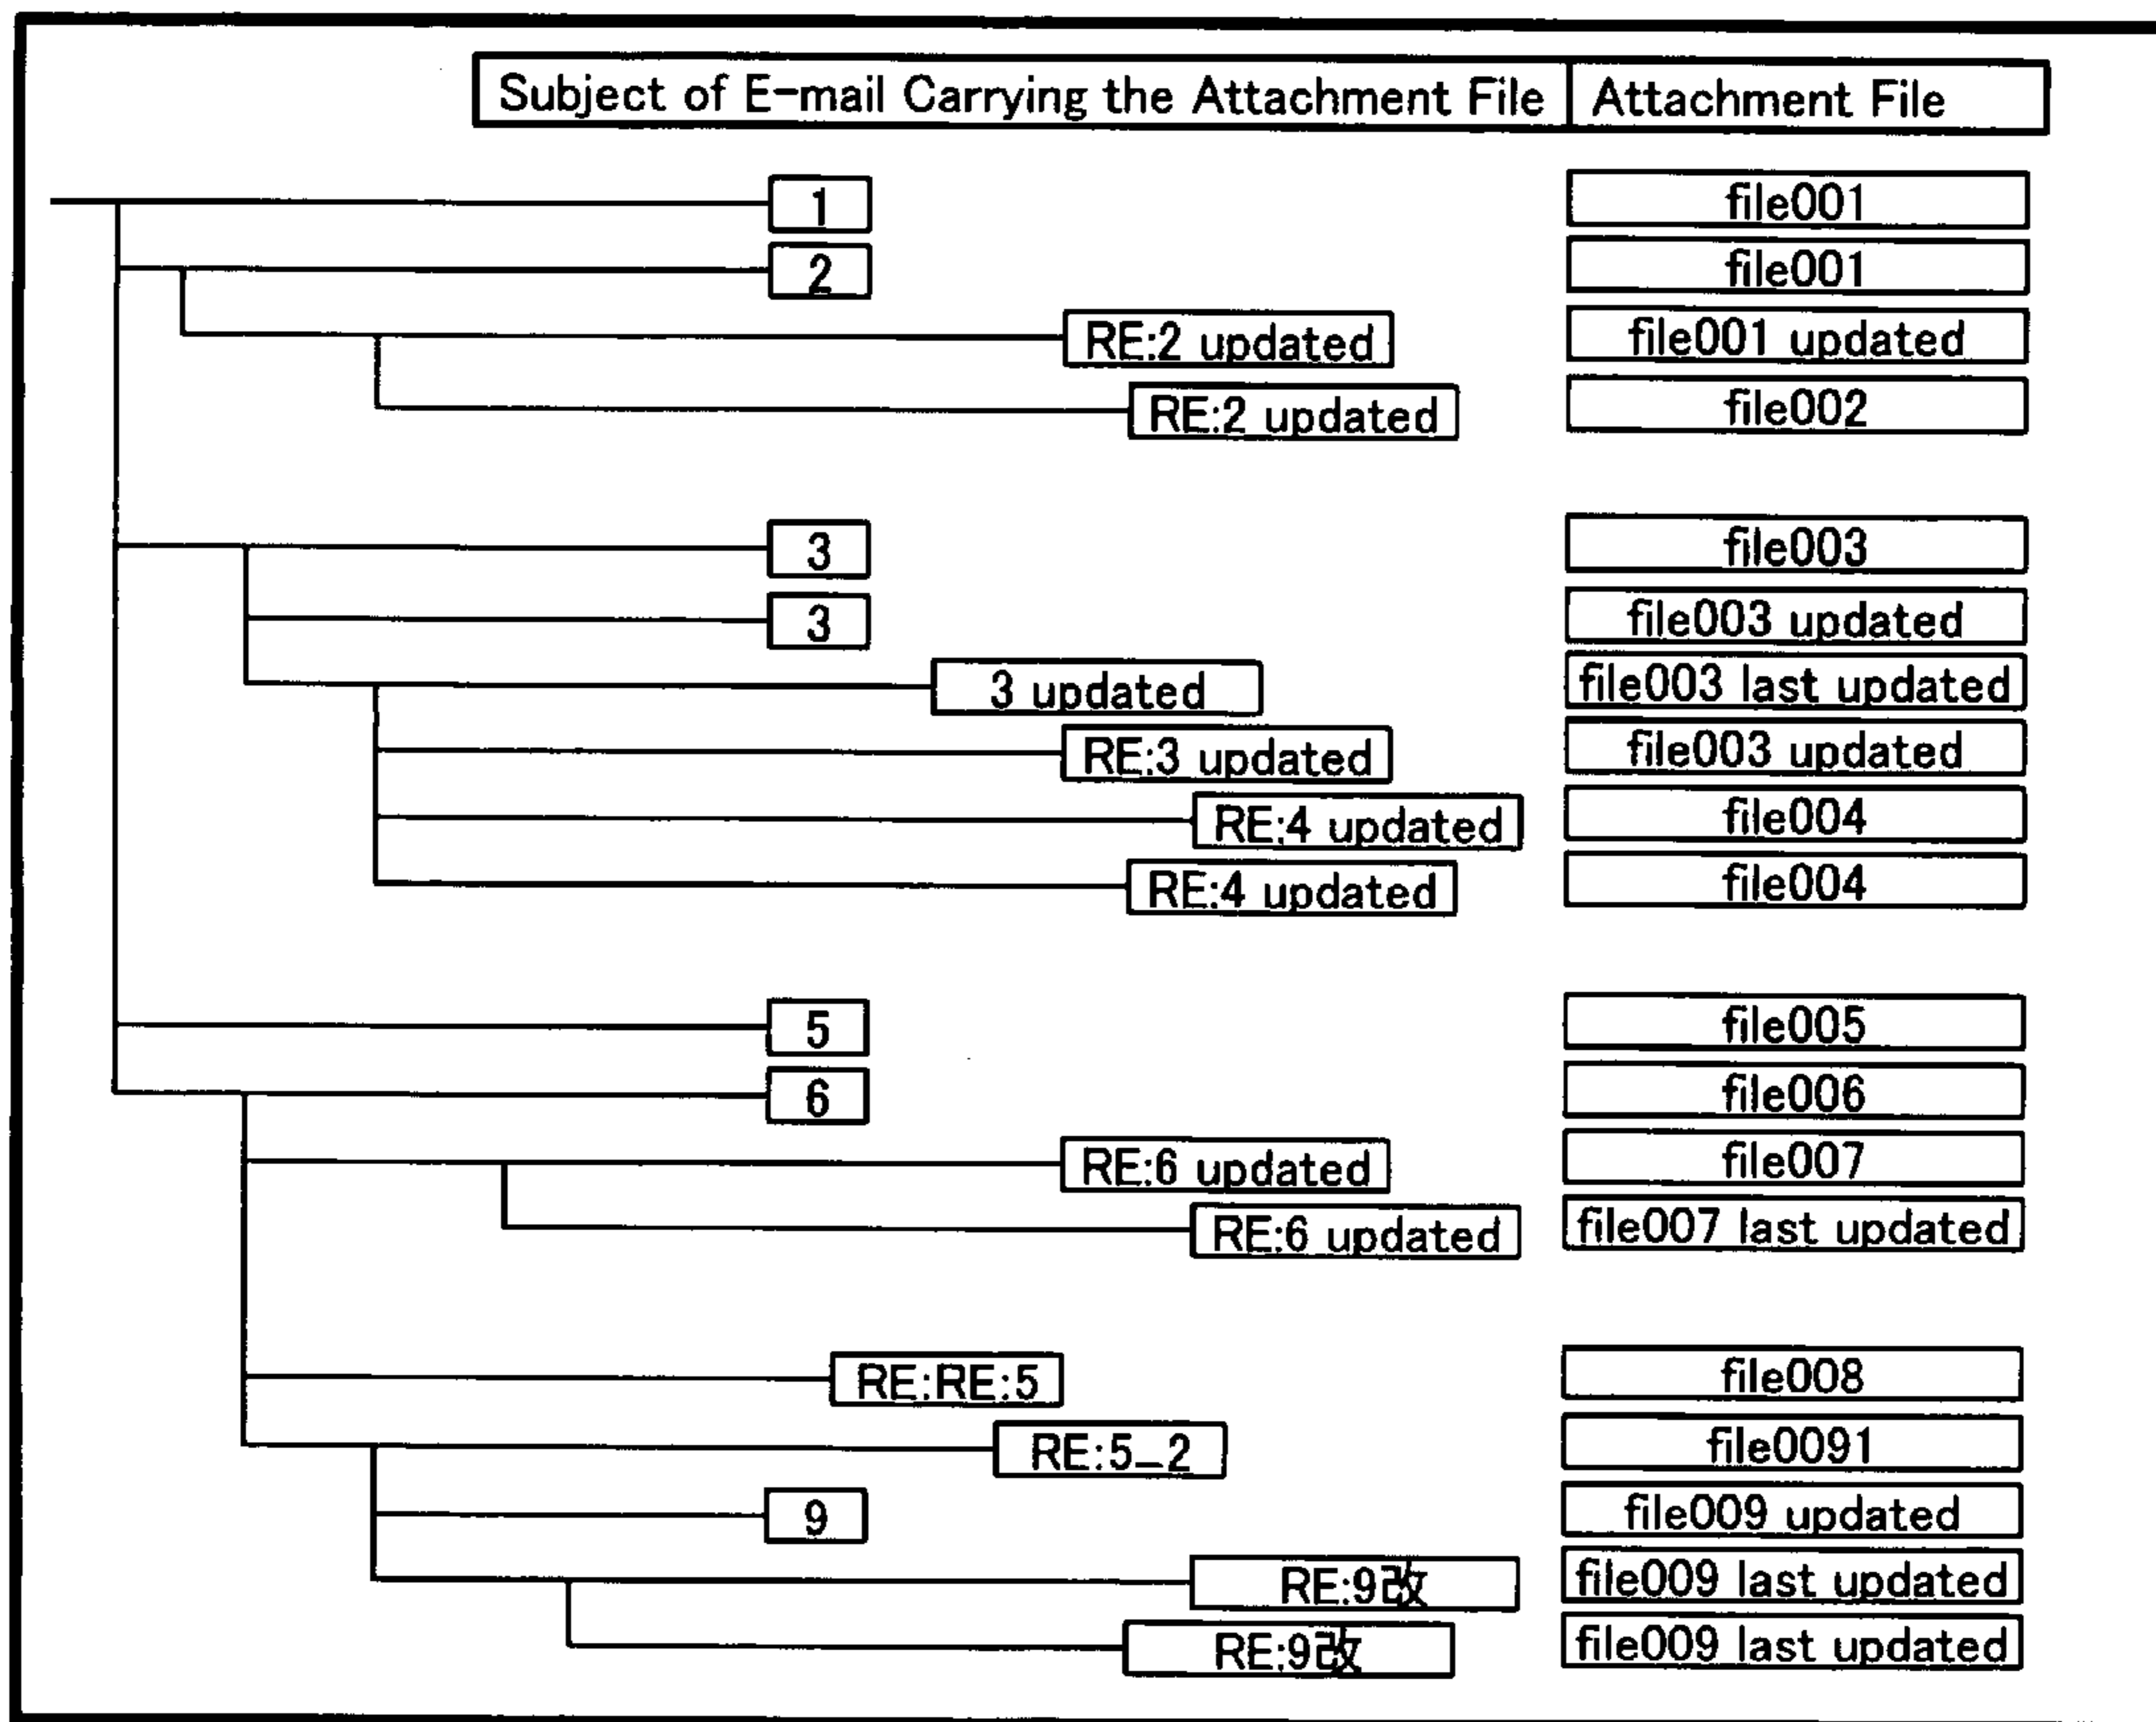 Subject of E-mail Carrying the Attachment File Attachment File
1 file001
2 file001
RE:2 updated file001 updated
RE:2 updated file002
3 file003
3 file003 updated
3 updated file003 last updated
RE:3 updated file003 updated
RE:4 updated file004
RE:4 updated file004
5 file005
6 file006
RE:6 updated file007
RE:6 updated file007 last updated
RE:RE:5 file008
RE:5_2 file0091
9 file009 updated
RE:9改 file009 last updated
RE:9改 file009 last updated